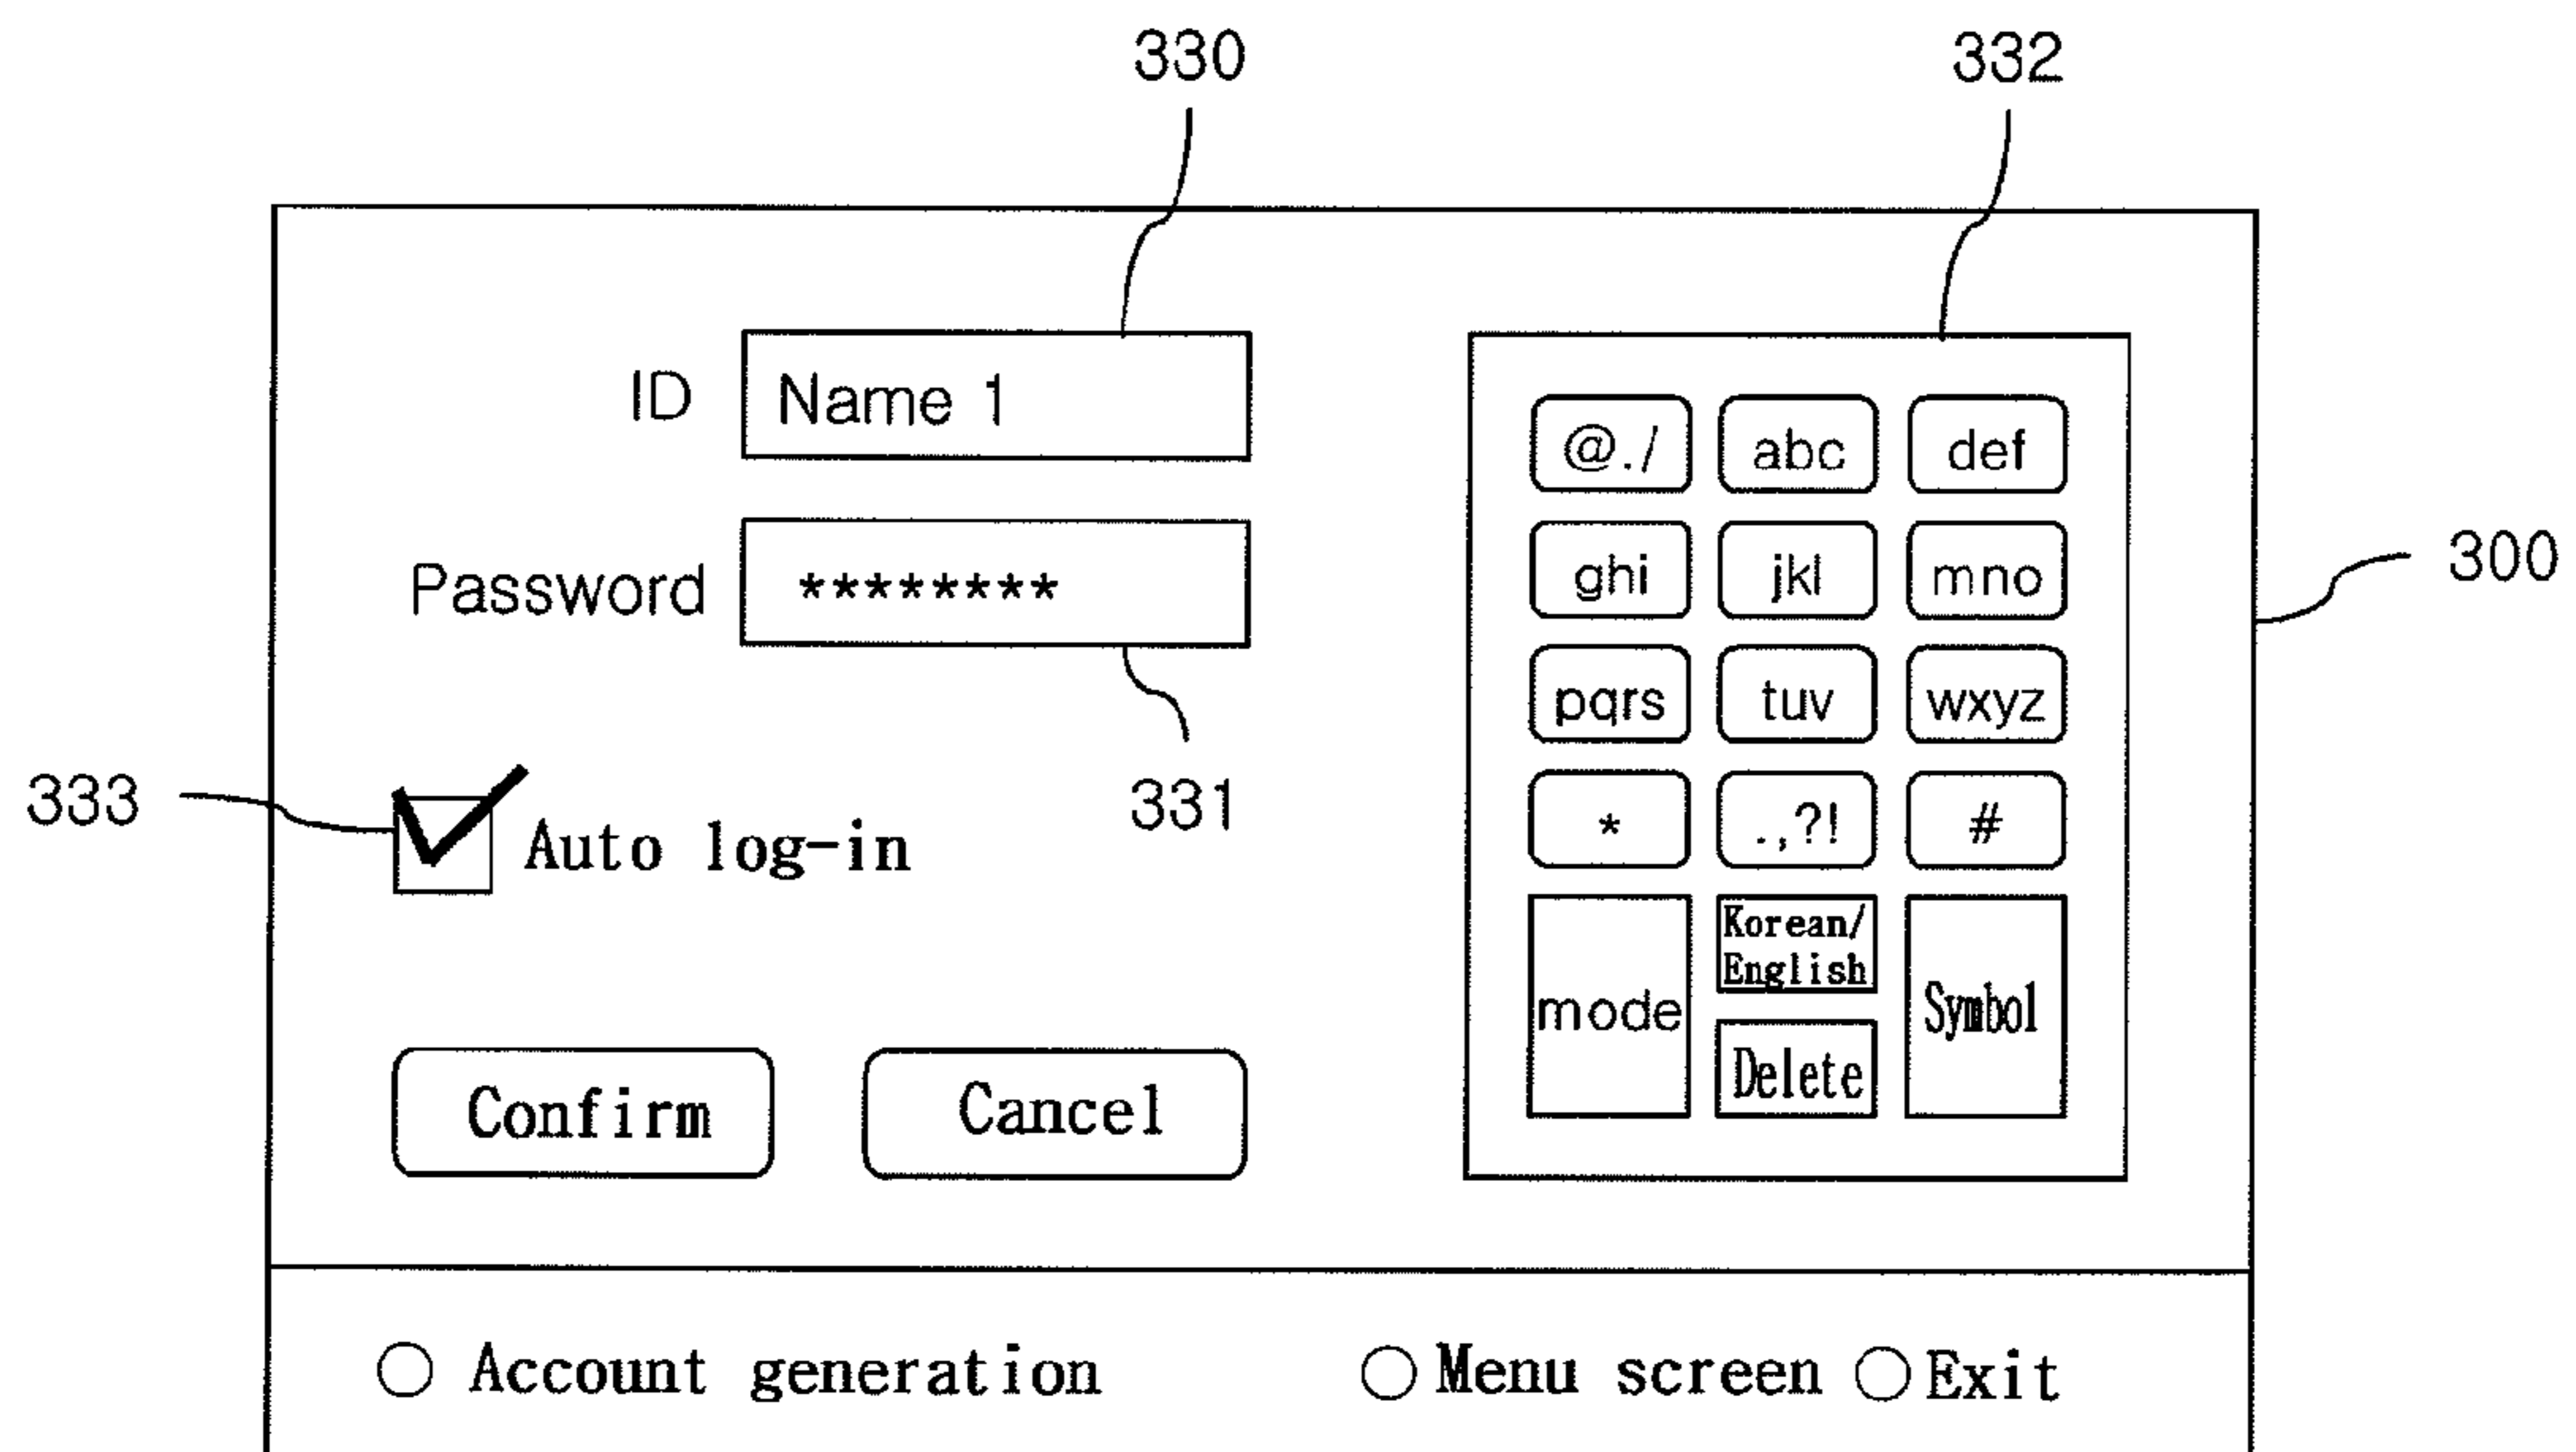 330 332
ID Name 1
@./ abc def
Password ********
ghi jkl mno
300
pqrs tuv wxyz
333 Auto log-in 331
* .,?! #
mode Korean/
English Symbol
Delete
Confirm Cancel
Account generation Menu screen Exit